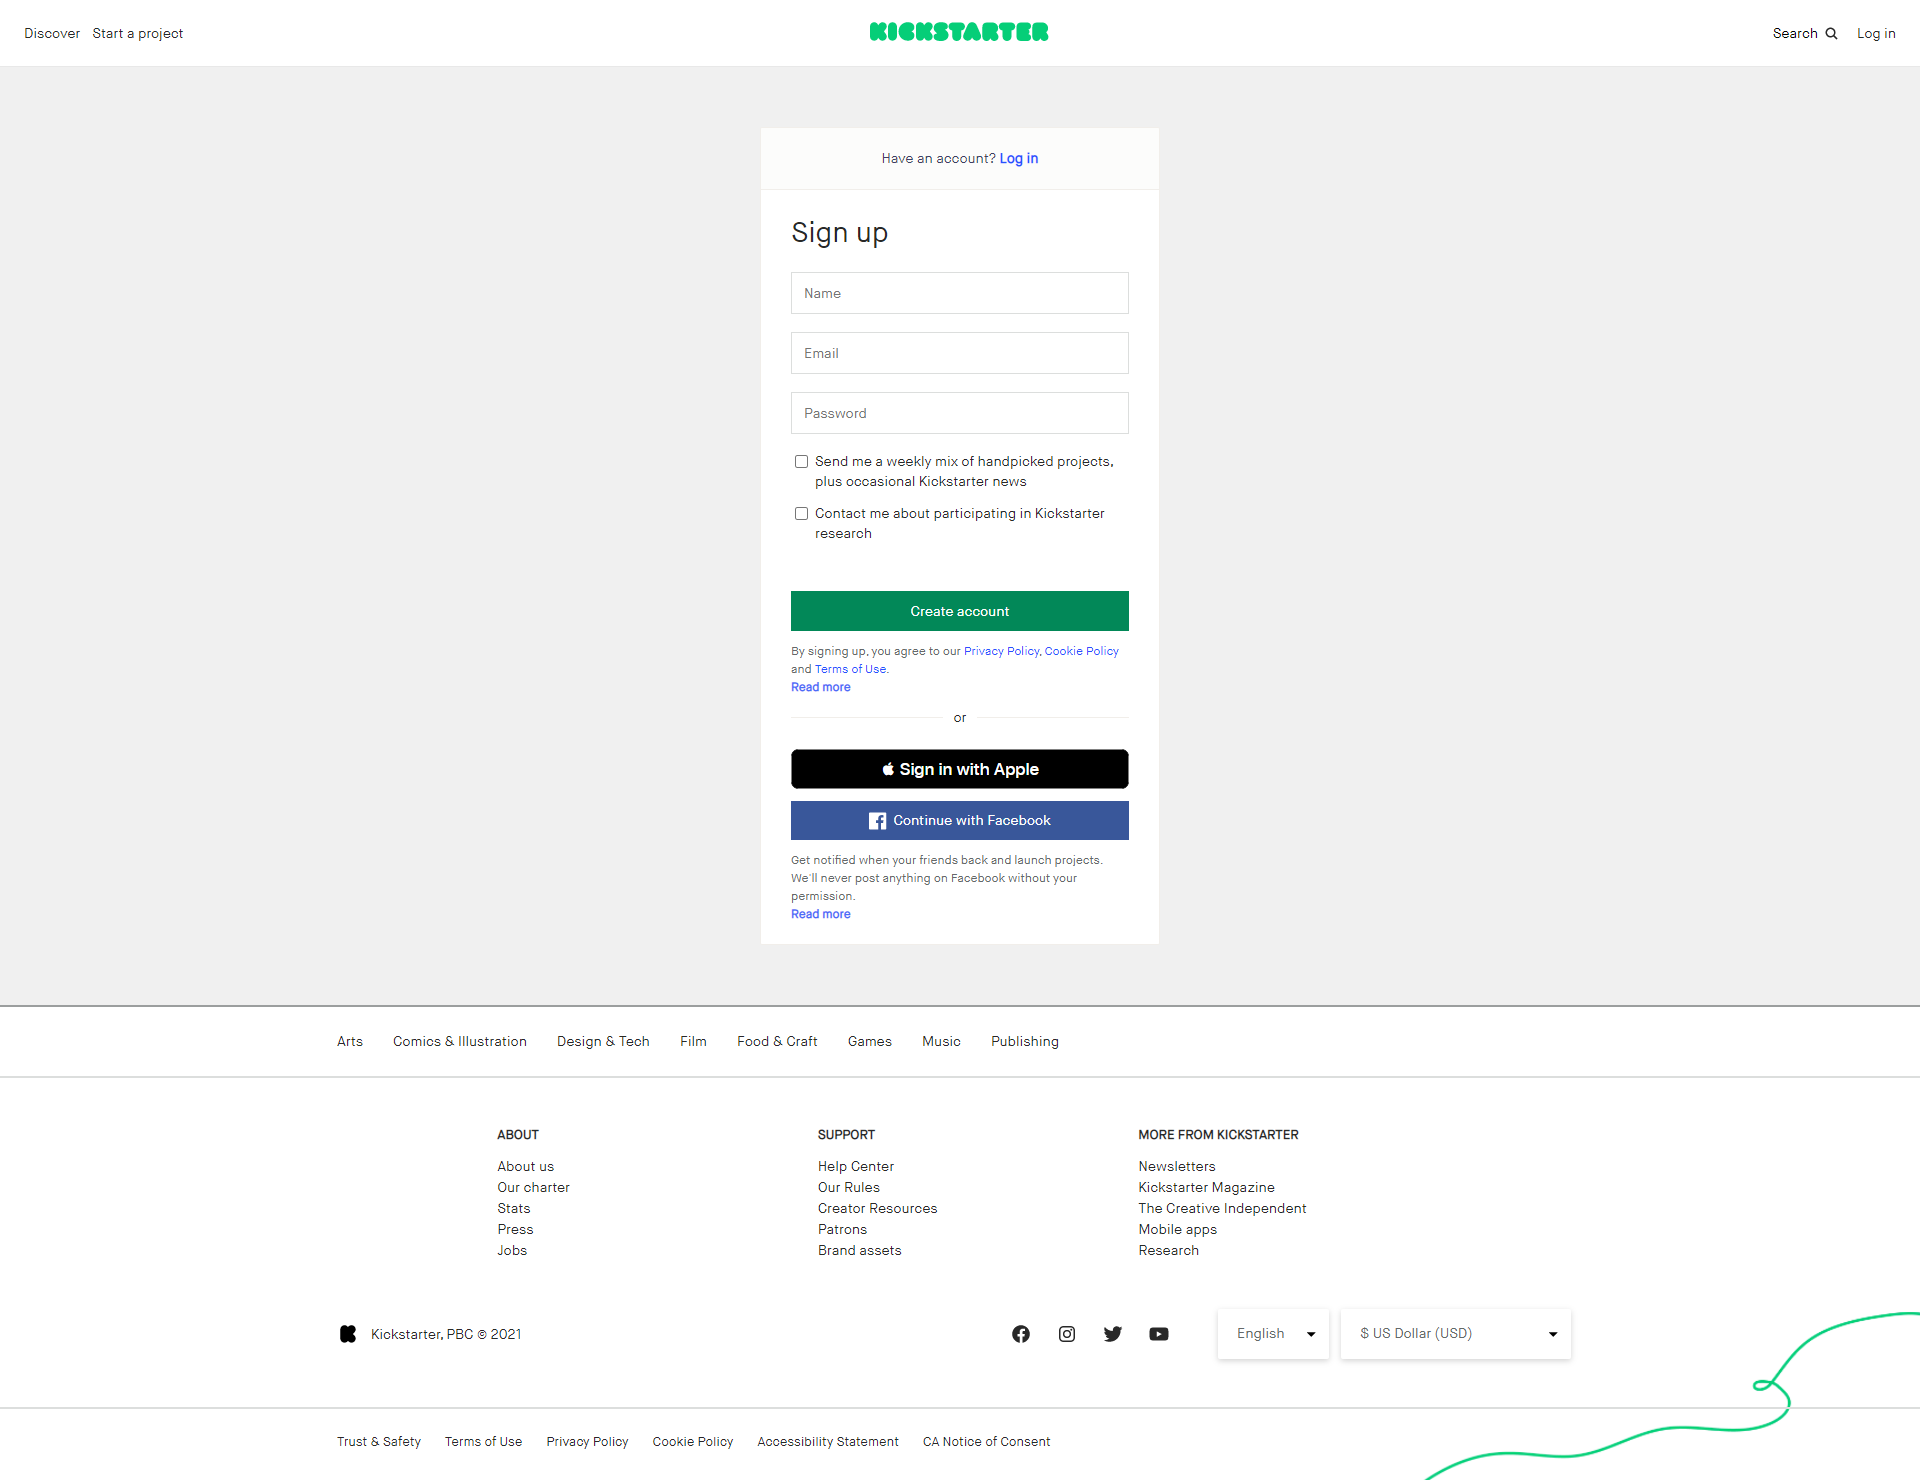 Discover Start a project KICKSTARTER Search Log in
Have an account? Log in
Sign up
Name
Email
Password
Send me a weekly mix of handpicked projects,
plus occasional Kickstarter news
Contact me about participating in Kickstarter
research
Create account
By signing up, you agree to our Privacy Policy, Cookie Policy
and Terms of Use.
Read more
or
Sign in with Apple
Continue with Facebook
Get notified when your friends back and launch projects.
We'll never post anything on Facebook without your
permission.
Read more
Arts Comics & Illustration Design & Tech Film Food & Craft Games Music Publishing
ABOUT
About us
Our charter
Stats
Press
Jobs
SUPPORT
Help Center
Our Rules
Creator Resources
Patrons
Brand assets
MORE FROM KICKSTARTER
Newsletters
Kickstarter Magazine
The Creative Independent
Mobile apps
Research
Kickstarter, PBC © 2021
English $ US Dollar (USD)
Trust & Safety Terms of Use Privacy Policy Cookie Policy Accessibility Statement CA Notice of Consent